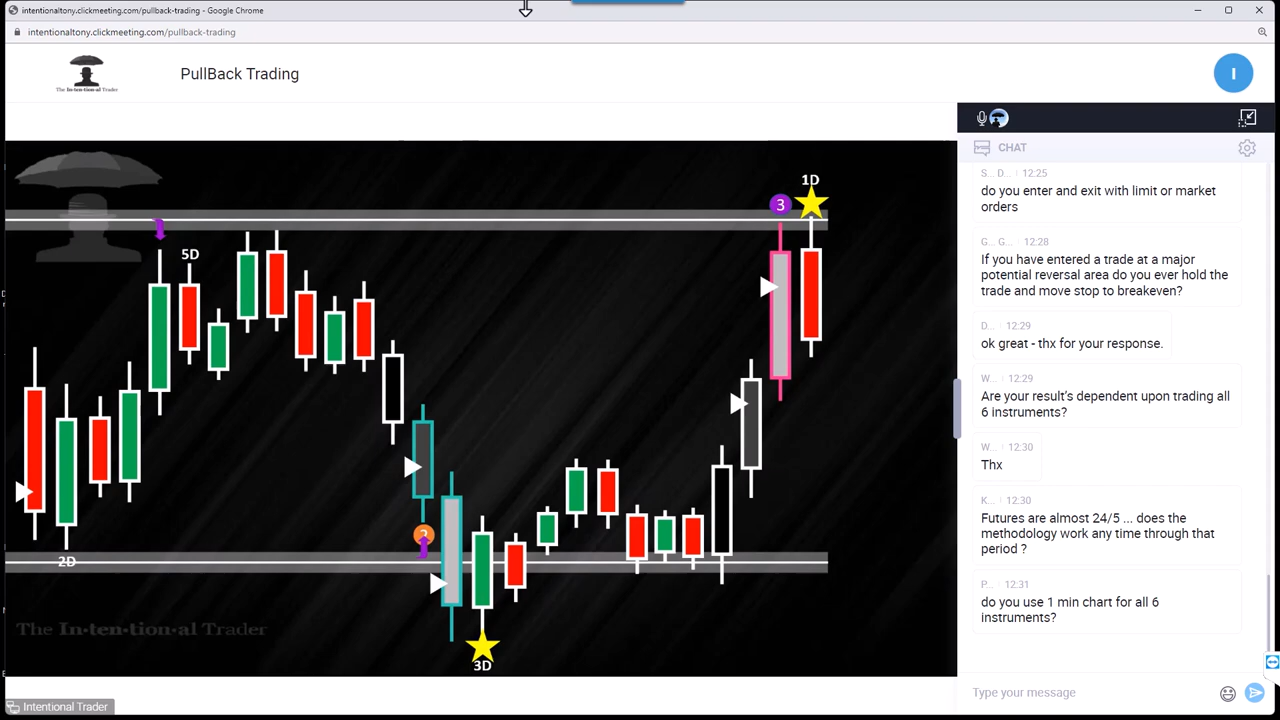 intentionaltony.clickmeeting.com/pullback-trading - Google Chrome
intentionaltony.clickmeeting.com/pullback-trading
The In·ten·tion·al Trader
PullBack Trading
I
CHAT
S... D... | 12:25
do you enter and exit with limit or market
orders
G... G... | 12:28
If you have entered a trade at a major
potential reversal area do you ever hold the
trade and move stop to breakeven?
D... | 12:29
ok great - thx for your response.
W... | 12:29
Are your result's dependent upon trading all
6 instruments?
W... | 12:30
Thx
K... | 12:30
Futures are almost 24/5 ... does the
methodology work any time through that
period ?
P... | 12:31
do you use 1 min chart for all 6
instruments?
Type your message
1D
3
5D
2D
3D
The In·ten·tion·al Trader
Intentional Trader